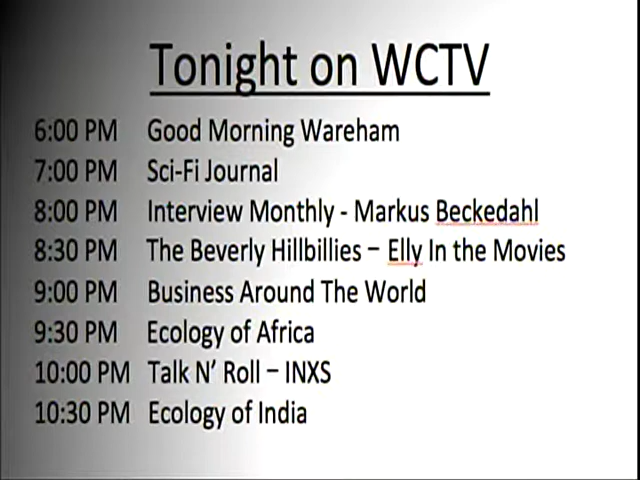 Tonight on WCTV
6:00 PM Good Morning Wareham
7:00 PM Sci-Fi Journal
8:00 PM Interview Monthly - Markus Beckedahl
8:30 PM The Beverly Hillbillies – Elly In the Movies
9:00 PM Business Around The World
9:30 PM Ecology of Africa
10:00 PM Talk N’ Roll – INXS
10:30 PM Ecology of India